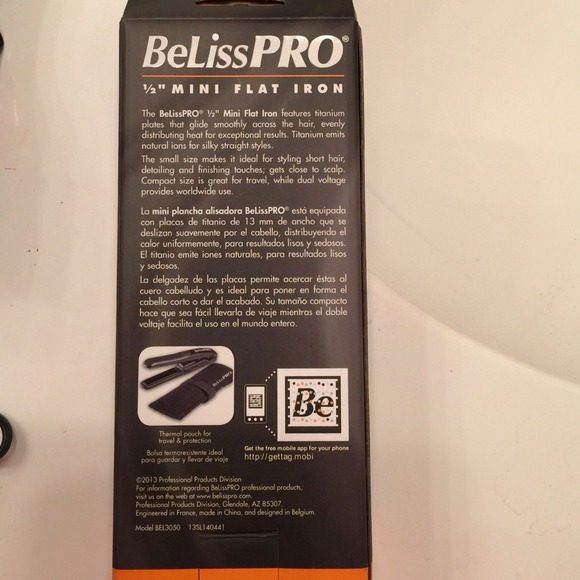 BeLissPRO®
½" MINI FLAT IRON
The BeLissPRO® ½" Mini Flat Iron features titanium
plates that glide smoothly across the hair, evenly
distributing heat for exceptional results. Titanium emits
natural ions for silky straight styles.
The small size makes it ideal for styling short hair,
detailing and finishing touches; gets close to scalp.
Compact size is great for travel, while dual voltage
provides worldwide use.
La mini plancha alisadora BeLissPRO® está equipada
con placas de titanio de 13 mm de ancho que se
deslizan suavemente por el cabello, distribuyendo el
calor uniformemente, para resultados lisos y sedosos.
El titanio emite iones naturales, para resultados lisos
y sedosos.
La delgadez de las placas permite acercar éstas al
cuero cabelludo y es ideal para poner en forma el
cabello corto o dar el acabado. Su tamaño compacto
hace que sea fácil llevarla de viaje mientras el doble
voltaje facilita el uso en el mundo entero.
BeLissPRO
Be
Thermal pouch for
travel & protection
Bolsa termoresistente ideal
para guardar y llevar de viaje
Get the free mobile app for your phone
http://gettag.mobi
©2013 Professional Products Division
For information regarding BeLissPRO professional products,
visit us on the web at www.belisspro.com.
Professional Products Division, Glendale, AZ 85307
Engineered in France, made in China, and designed in Belgium.
Model BEL3050 13SL140441